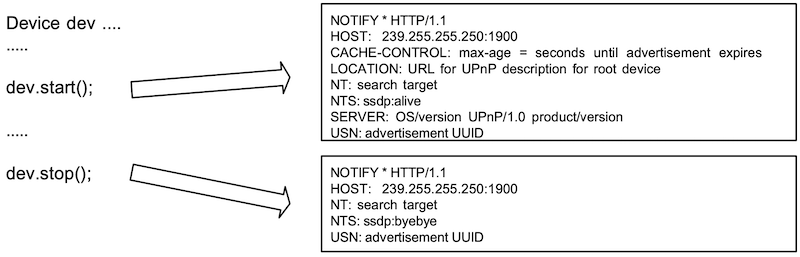 Device dev ....
.....
dev.start();
.....
dev.stop();
NOTIFY * HTTP/1.1
HOST: 239.255.255.250:1900
CACHE-CONTROL: max-age = seconds until advertisement expires
LOCATION: URL for UPnP description for root device
NT: search target
NTS: ssdp:alive
SERVER: OS/version UPnP/1.0 product/version
USN: advertisement UUID
NOTIFY * HTTP/1.1
HOST: 239.255.255.250:1900
NT: search target
NTS: ssdp:byebye
USN: advertisement UUID